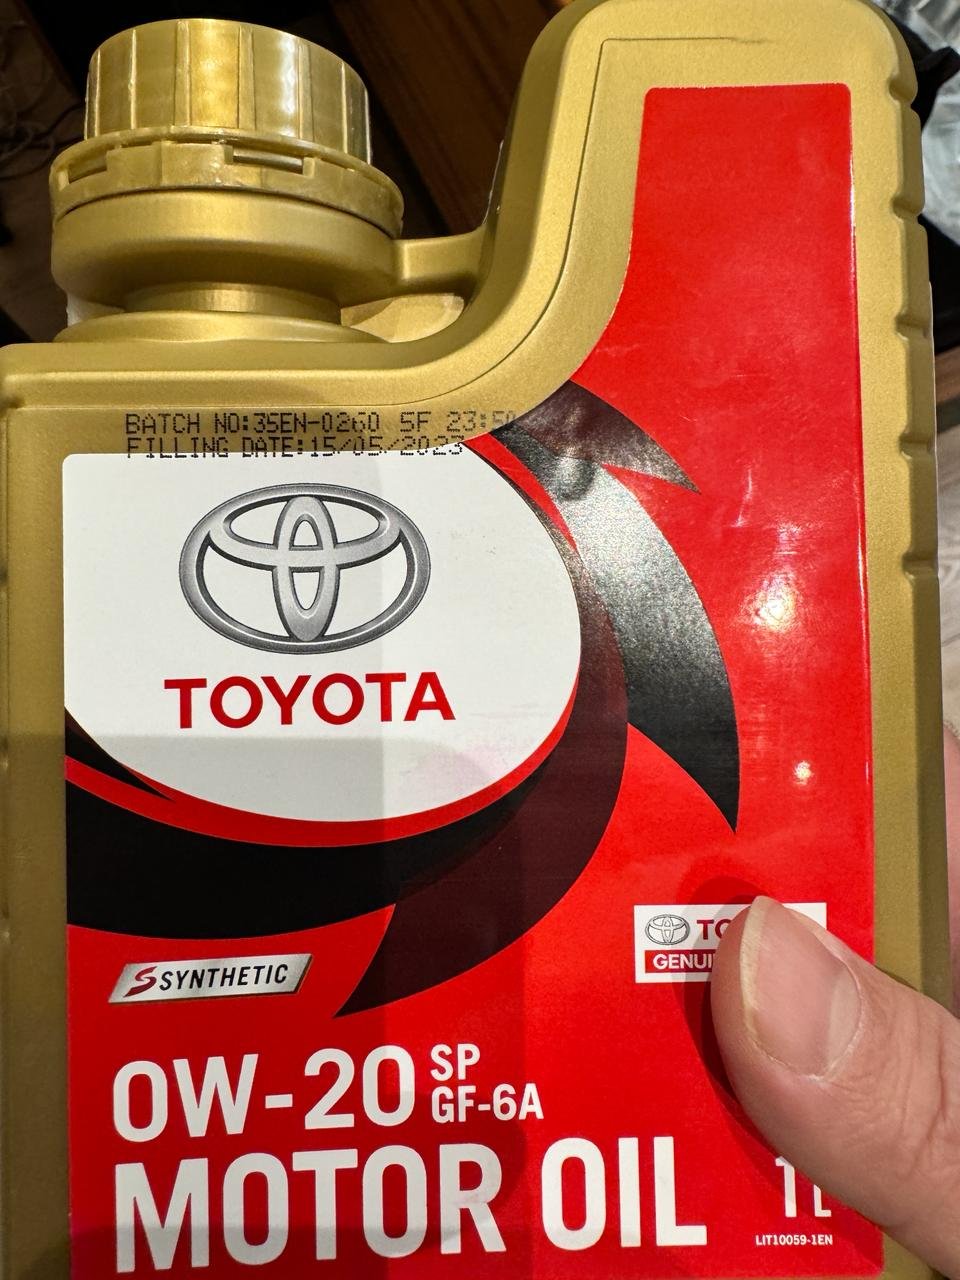 BATCH NO:35EN-0260 SF 23:50
FILLING DATE:15/05/2023
TOYOTA
SYNTHETIC
0W-20 SP
GF-6A
MOTOR OIL
1L
LIT10059-1EN